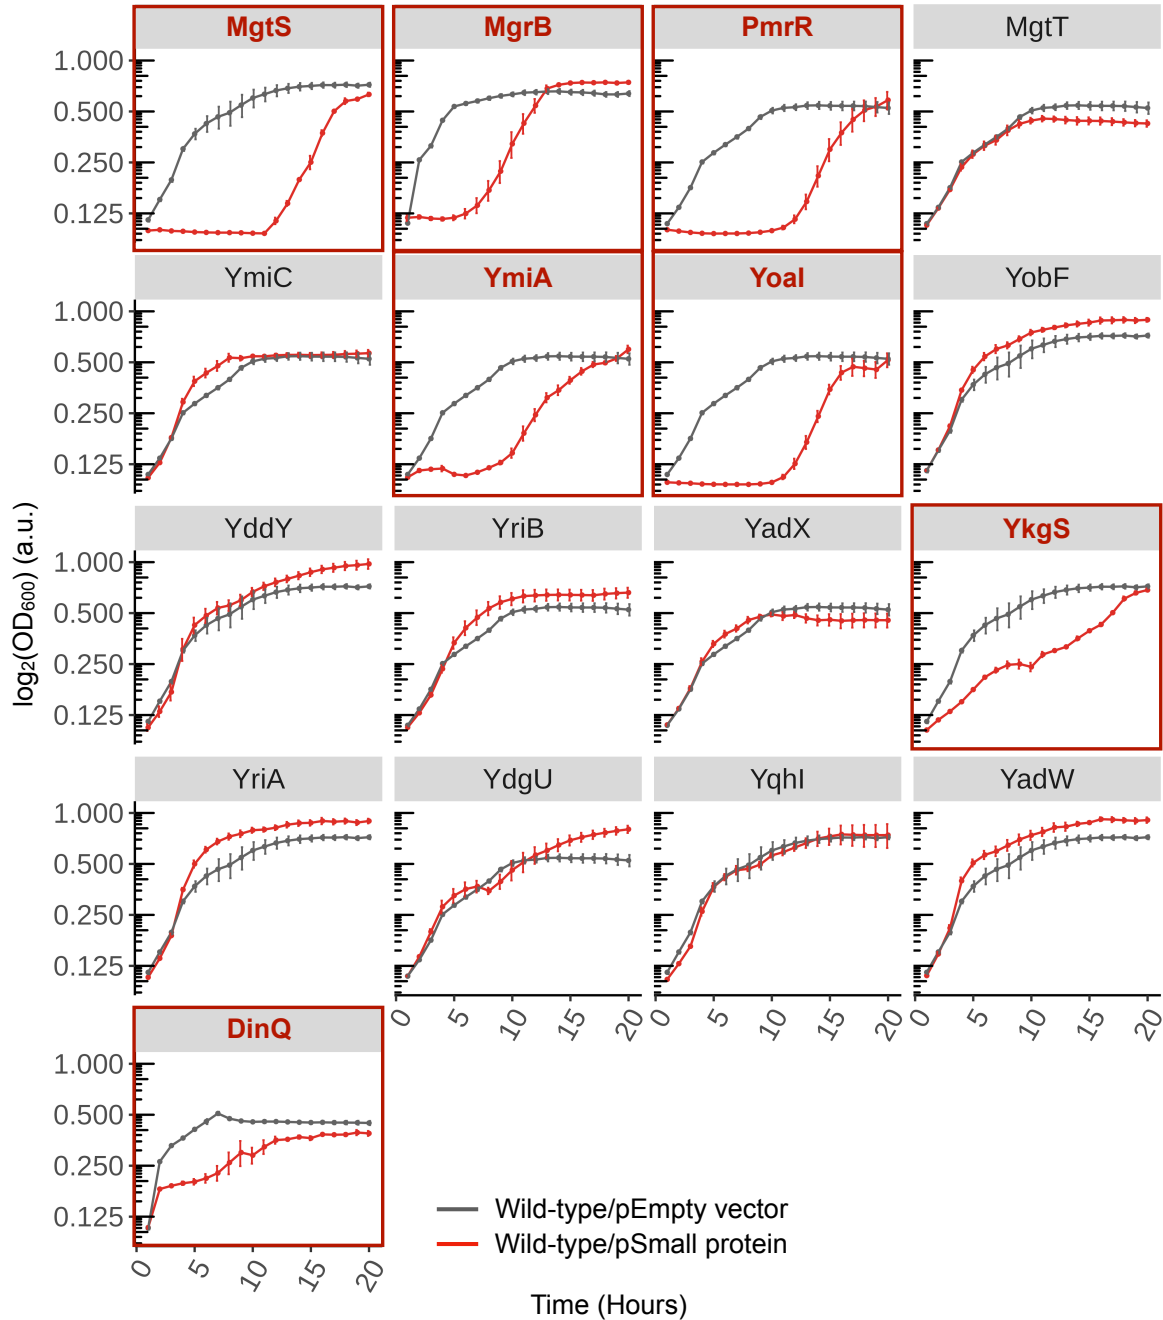 MgtS MgrB PmrR MgtT
1.000
0.500
0.250
0.125
YmiC YmiA YoaI YobF
1.000
0.500
0.250
0.125
YddY YriB YadX YkgS
1.000
0.500
0.250
0.125
log₂(OD₆₀₀) (a.u.)
YriA YdgU YqhI YadW
1.000
0.500
0.250
0.125
0 5 10 15 20 0 5 10 15 20 0 5 10 15 20
DinQ
1.000
0.500
0.250
0.125
0 5 10 15 20
Wild-type/pEmpty vector
Wild-type/pSmall protein
Time (Hours)